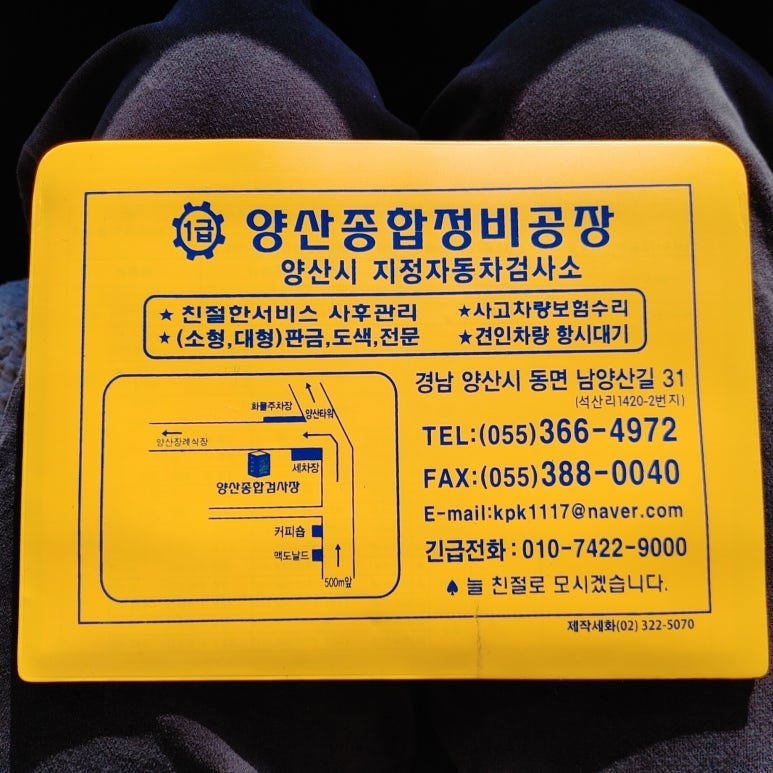 1급 양산종합정비공장
양산시 지정자동차검사소
★ 친절한서비스 사후관리 ★사고차량보험수리
★ (소형,대형)판금,도색,전문 ★견인차량 항시대기
화물주차장
양산타워
양산장례식장
세차장
양산종합검사장
커피숍
맥도날드
500m앞
경남 양산시 동면 남양산길 31
(석산리1420-2번지)
TEL:(055)366-4972
FAX:(055)388-0040
E-mail:kpk1117@naver.com
긴급전화:010-7422-9000
♠ 늘 친절로 모시겠습니다.
제작세화(02) 322-5070